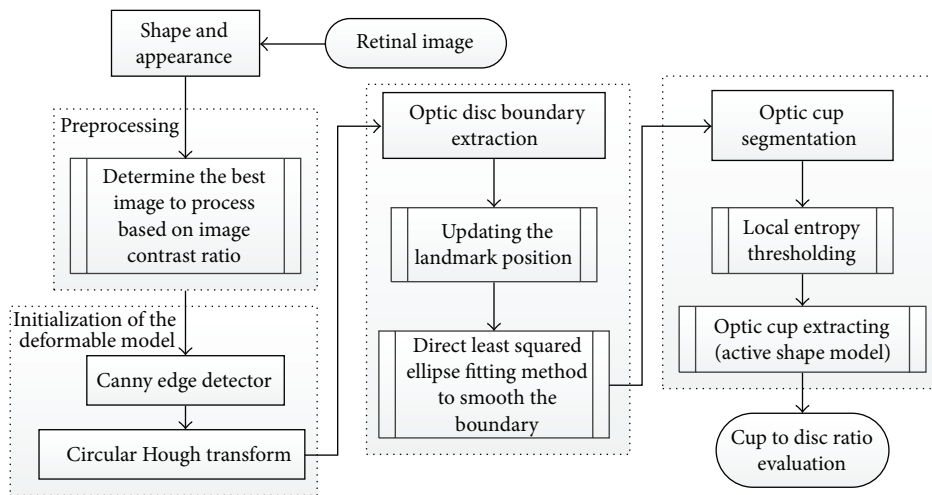 Shape and
appearance
Retinal image
Preprocessing
Determine the best
image to process
based on image
contrast ratio
Initialization of the
deformable model
Canny edge detector
Circular Hough transform
Optic disc boundary
extraction
Updating the
landmark position
Direct least squared
ellipse fitting method
to smooth the
boundary
Optic cup
segmentation
Local entropy
thresholding
Optic cup extracting
(active shape model)
Cup to disc ratio
evaluation